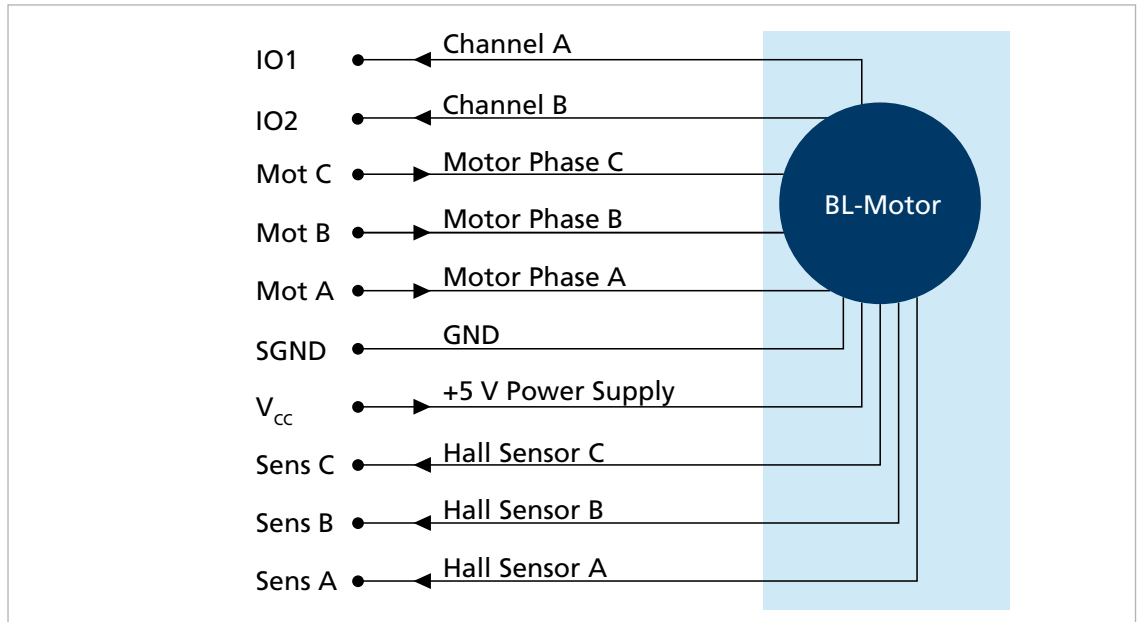 IO1 Channel A
IO2 Channel B
Mot C Motor Phase C
BL-Motor
Mot B Motor Phase B
Mot A Motor Phase A
SGND GND
Vcc +5 V Power Supply
Sens C Hall Sensor C
Sens B Hall Sensor B
Sens A Hall Sensor A